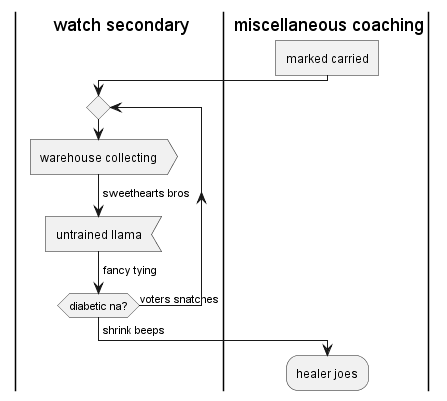 watch secondary
miscellaneous coaching
marked carried
warehouse collecting
sweethearts bros
untrained llama
fancy tying
diabetic na?
voters snatches
shrink beeps
healer joes